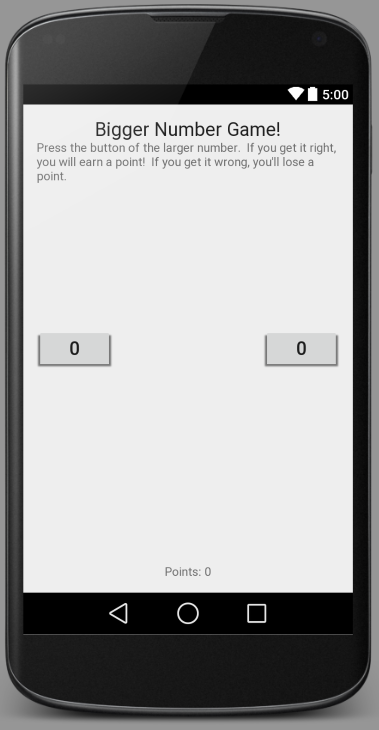 5:00
Bigger Number Game!
Press the button of the larger number.  If you get it right,
you will earn a point!  If you get it wrong, you'll lose a
point.
0 0
Points: 0